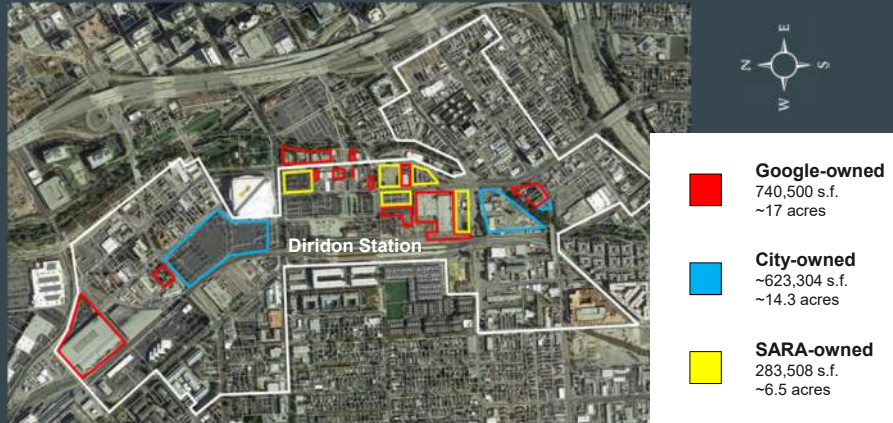 E
N
S
W
Google-owned
740,500 s.f.
~17 acres
City-owned
~623,304 s.f.
~14.3 acres
Diridon Station
SARA-owned
283,508 s.f.
~6.5 acres